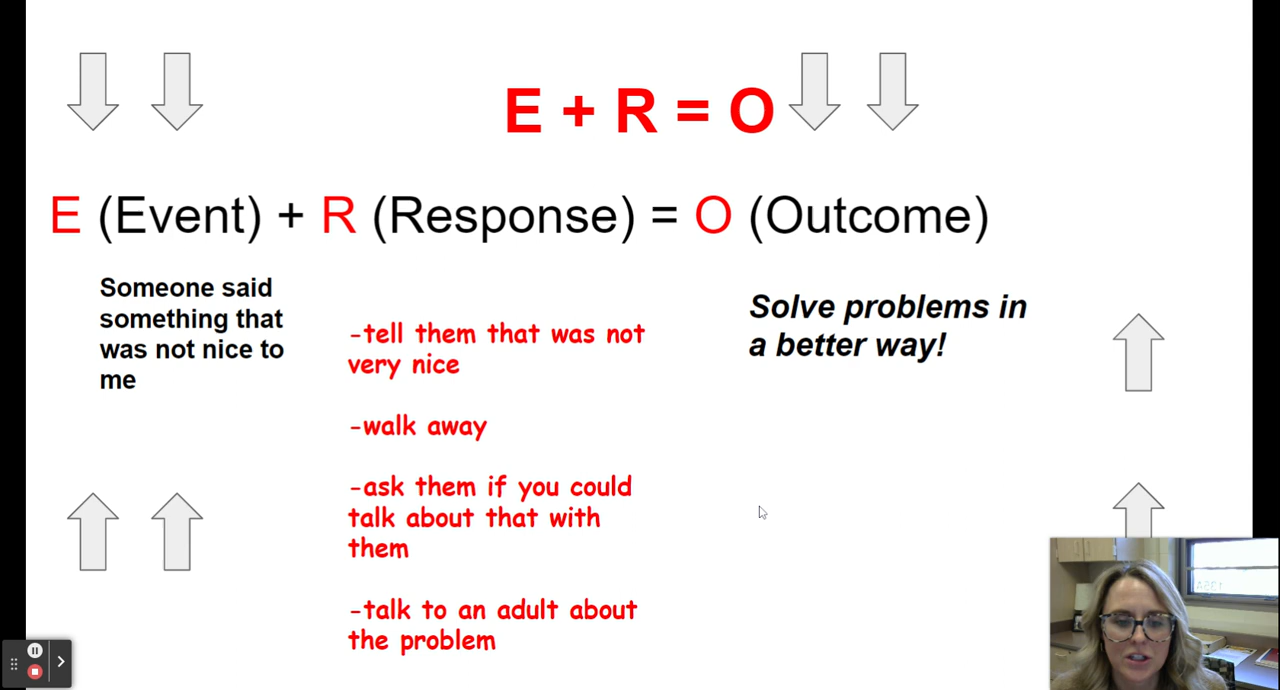 E + R = O
E (Event) + R (Response) = O (Outcome)
Someone said
something that
was not nice to
me
-tell them that was not
very nice
-walk away
-ask them if you could
talk about that with
them
-talk to an adult about
the problem
Solve problems in
a better way!